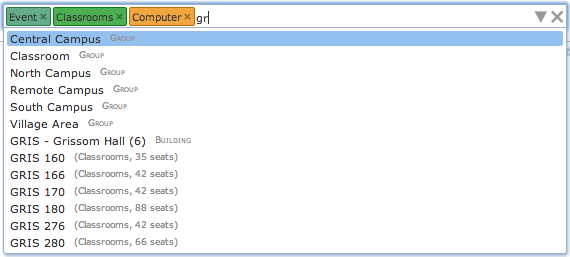 Event × Classrooms × Computer × gr
Central Campus Group
Classroom Group
North Campus Group
Remote Campus Group
South Campus Group
Village Area Group
GRIS - Grissom Hall (6) Building
GRIS 160 (Classrooms, 35 seats)
GRIS 166 (Classrooms, 42 seats)
GRIS 170 (Classrooms, 42 seats)
GRIS 180 (Classrooms, 88 seats)
GRIS 276 (Classrooms, 42 seats)
GRIS 280 (Classrooms, 66 seats)